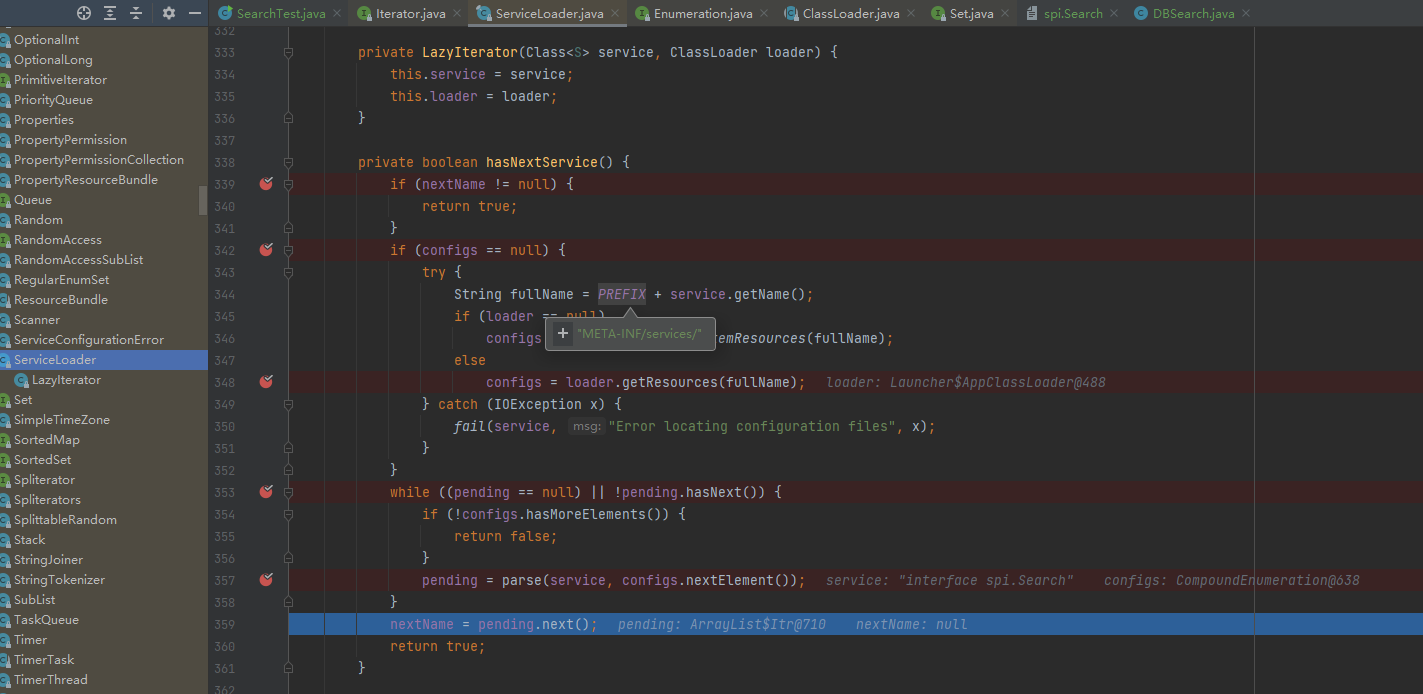 SearchTest.java Iterator.java ServiceLoader.java Enumeration.java ClassLoader.java Set.java spi.Search DBSearch.java
OptionalInt
OptionalLong
PrimitiveIterator
PriorityQueue
Properties
PropertyPermission
PropertyPermissionCollection
PropertyResourceBundle
Queue
Random
RandomAccess
RandomAccessSubList
RegularEnumSet
ResourceBundle
Scanner
ServiceConfigurationError
ServiceLoader
LazyIterator
Set
SimpleTimeZone
SortedMap
SortedSet
Spliterator
Spliterators
SplittableRandom
Stack
StringJoiner
StringTokenizer
SubList
TaskQueue
Timer
TimerTask
TimerThread
332
333 private LazyIterator(Class<S> service, ClassLoader loader) {
334 this.service = service;
335 this.loader = loader;
336 }
337
338 private boolean hasNextService() {
339 if (nextName != null) {
340 return true;
341 }
342 if (configs == null) {
343 try {
344 String fullName = PREFIX + service.getName();
345 if (loader == null)
"META-INF/services/"
346 configs emResources(fullName);
347 else
348 configs = loader.getResources(fullName); loader: Launcher$AppClassLoader@488
349 } catch (IOException x) {
350 fail(service, msg: "Error locating configuration files", x);
351 }
352 }
353 while ((pending == null) || !pending.hasNext()) {
354 if (!configs.hasMoreElements()) {
355 return false;
356 }
357 pending = parse(service, configs.nextElement()); service: "interface spi.Search" configs: CompoundEnumeration@638
358 }
359 nextName = pending.next(); pending: ArrayList$Itr@710 nextName: null
360 return true;
361 }
362